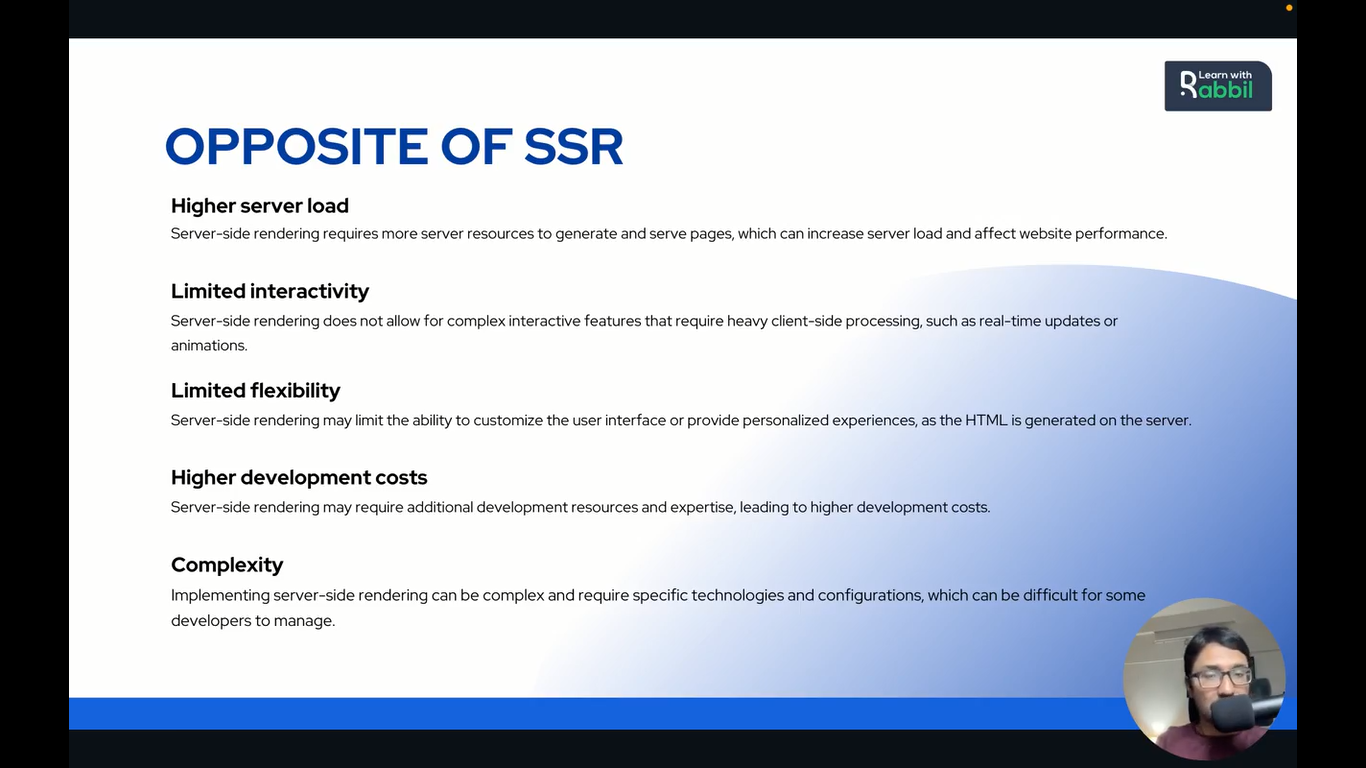 Learn with
Rabbil
OPPOSITE OF SSR
Higher server load
Server-side rendering requires more server resources to generate and serve pages, which can increase server load and affect website performance.
Limited interactivity
Server-side rendering does not allow for complex interactive features that require heavy client-side processing, such as real-time updates or
animations.
Limited flexibility
Server-side rendering may limit the ability to customize the user interface or provide personalized experiences, as the HTML is generated on the server.
Higher development costs
Server-side rendering may require additional development resources and expertise, leading to higher development costs.
Complexity
Implementing server-side rendering can be complex and require specific technologies and configurations, which can be difficult for some
developers to manage.